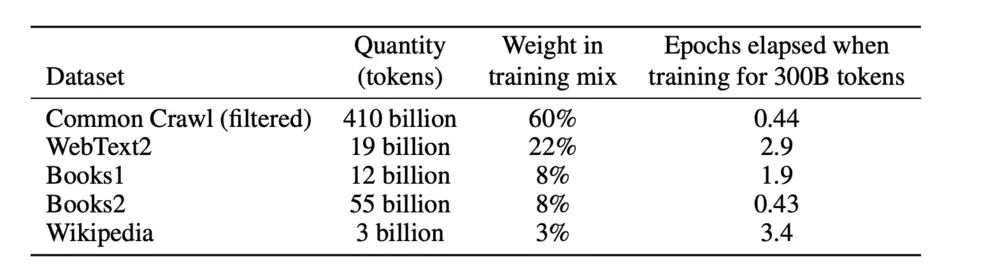 Dataset Quantity (tokens) Weight in training mix Epochs elapsed when training for 300B tokens
Common Crawl (filtered) 410 billion 60% 0.44
WebText2 19 billion 22% 2.9
Books1 12 billion 8% 1.9
Books2 55 billion 8% 0.43
Wikipedia 3 billion 3% 3.4